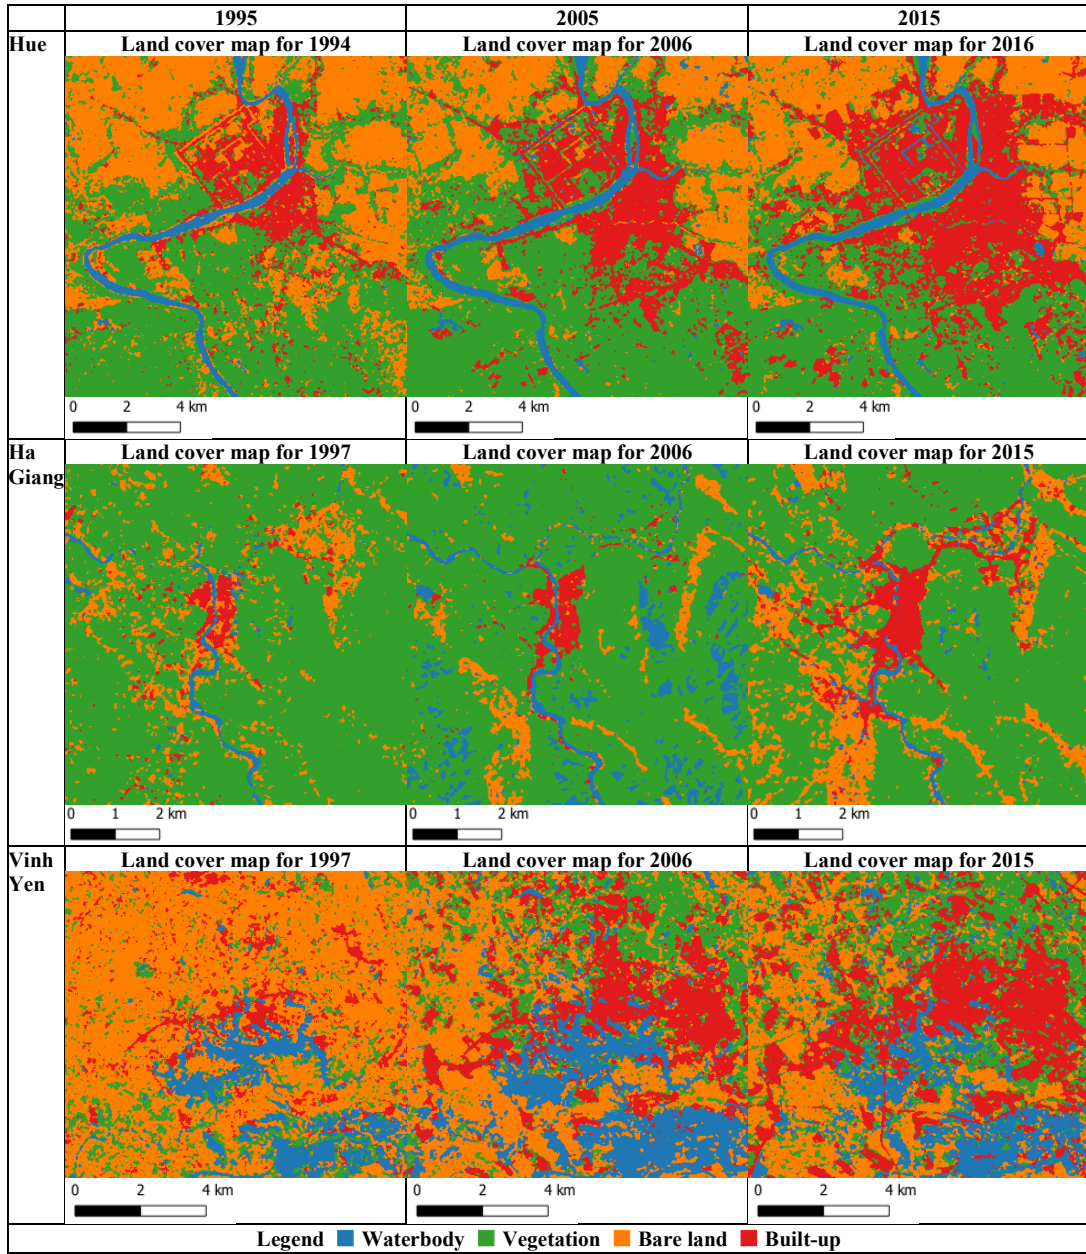 1995 2005 2015
Hue Land cover map for 1994 Land cover map for 2006 Land cover map for 2016
0 2 4 km 0 2 4 km 0 2 4 km
Ha Land cover map for 1997 Land cover map for 2006 Land cover map for 2015
Giang
0 1 2 km 0 1 2 km 0 1 2 km
Vinh Land cover map for 1997 Land cover map for 2006 Land cover map for 2015
Yen
0 2 4 km 0 2 4 km 0 2 4 km
Legend Waterbody Vegetation Bare land Built-up